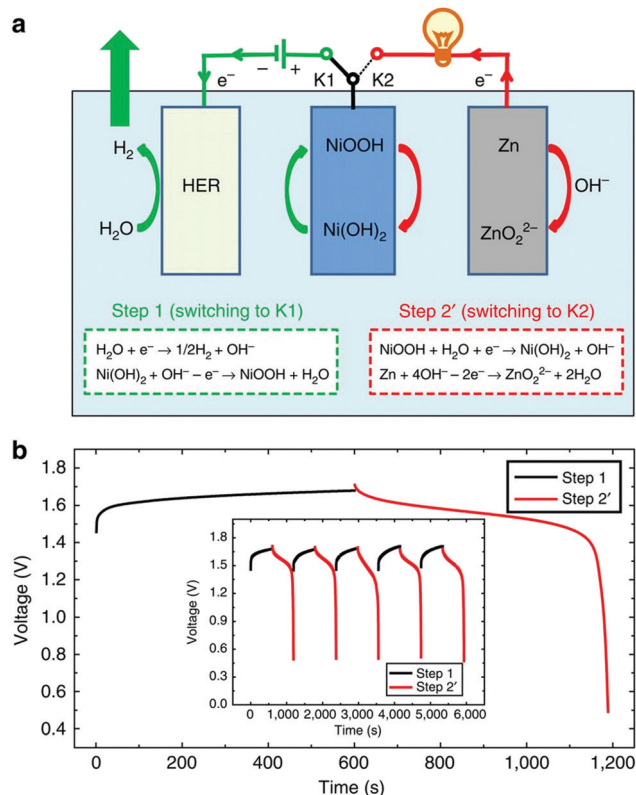 a
− + K1 K2
e⁻ e⁻
H₂ HER NiOOH Zn
OH⁻
H₂O Ni(OH)₂ ZnO₂²⁻
Step 1 (switching to K1)
H₂O + e⁻ → 1/2H₂ + OH⁻
Ni(OH)₂ + OH⁻ − e⁻ → NiOOH + H₂O
Step 2′ (switching to K2)
NiOOH + H₂O + e⁻ → Ni(OH)₂ + OH⁻
Zn + 4OH⁻ − 2e⁻ → ZnO₂²⁻ + 2H₂O
b
Voltage (V)
1.8
1.6
1.4
1.2
1.0
0.8
0.6
0.4
Step 1
Step 2′
Voltage (V)
1.8
1.5
1.2
0.9
0.6
0.3
0.0
Step 1
Step 2′
0 1,000 2,000 3,000 4,000 5,000 6,000
Time (s)
0 200 400 600 800 1,000 1,200
Time (s)